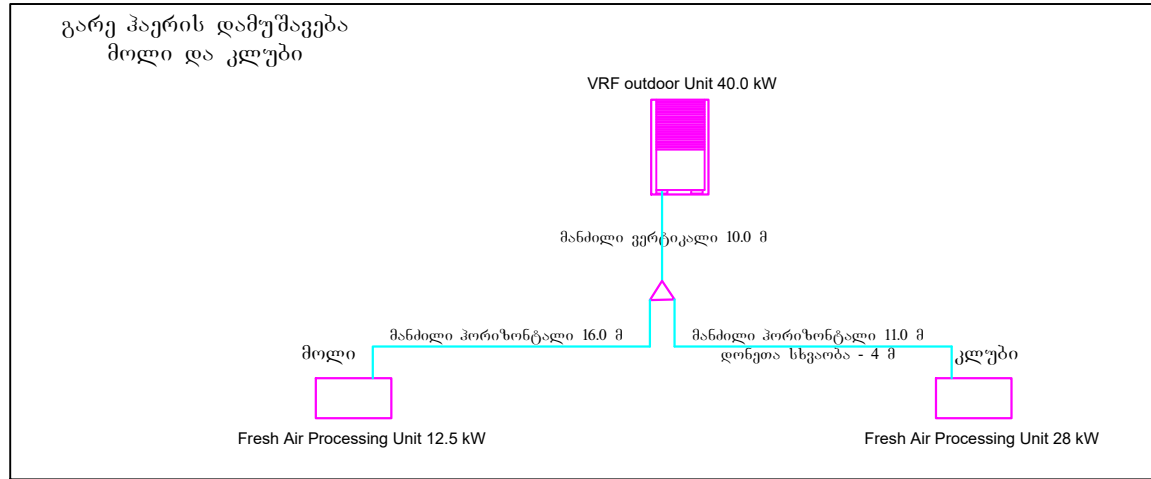 გარე ჰაერის დამუშავება
მოლი და კლუბი
VRF outdoor Unit 40.0 kW
მანძილი ვერტიკალი 10.0 მ
მანძილი ჰორიზონტალი 16.0 მ
მანძილი ჰორიზონტალი 11.0 მ
დონეთა სხვაობა - 4 მ
მოლი
კლუბი
Fresh Air Processing Unit 12.5 kW
Fresh Air Processing Unit 28 kW